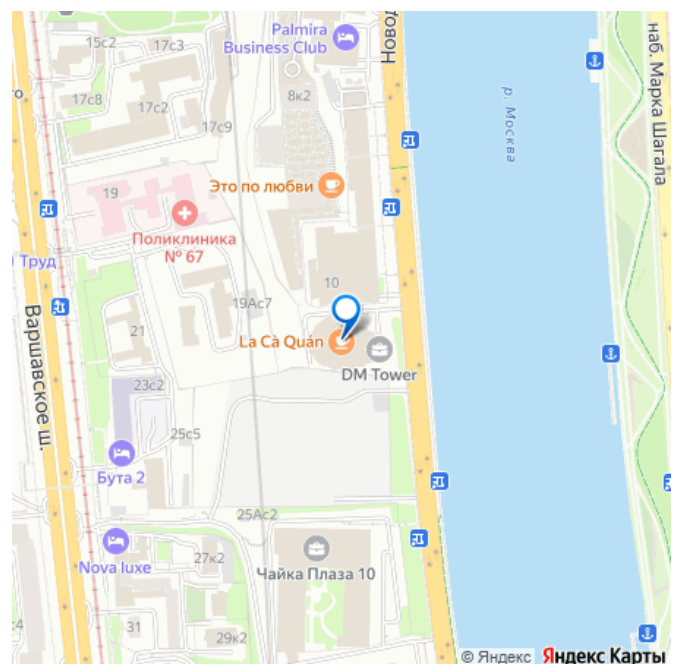 15с2
17с3
Palmira
Business Club
Новод
наб. Марка Шагала
го
17с8
17с2
8к2
р. Москва
17с9
19
Это по любви
Поликлиника
№ 67
Труд
10
19Ас7
Варшавское ш.
21
La Cà Quán
DM Tower
23с2
25с5
Бута 2
25Ас2
Nova luxe
27к2
Чайка Плаза 10
31
29к2
© Яндекс Яндекс Карты